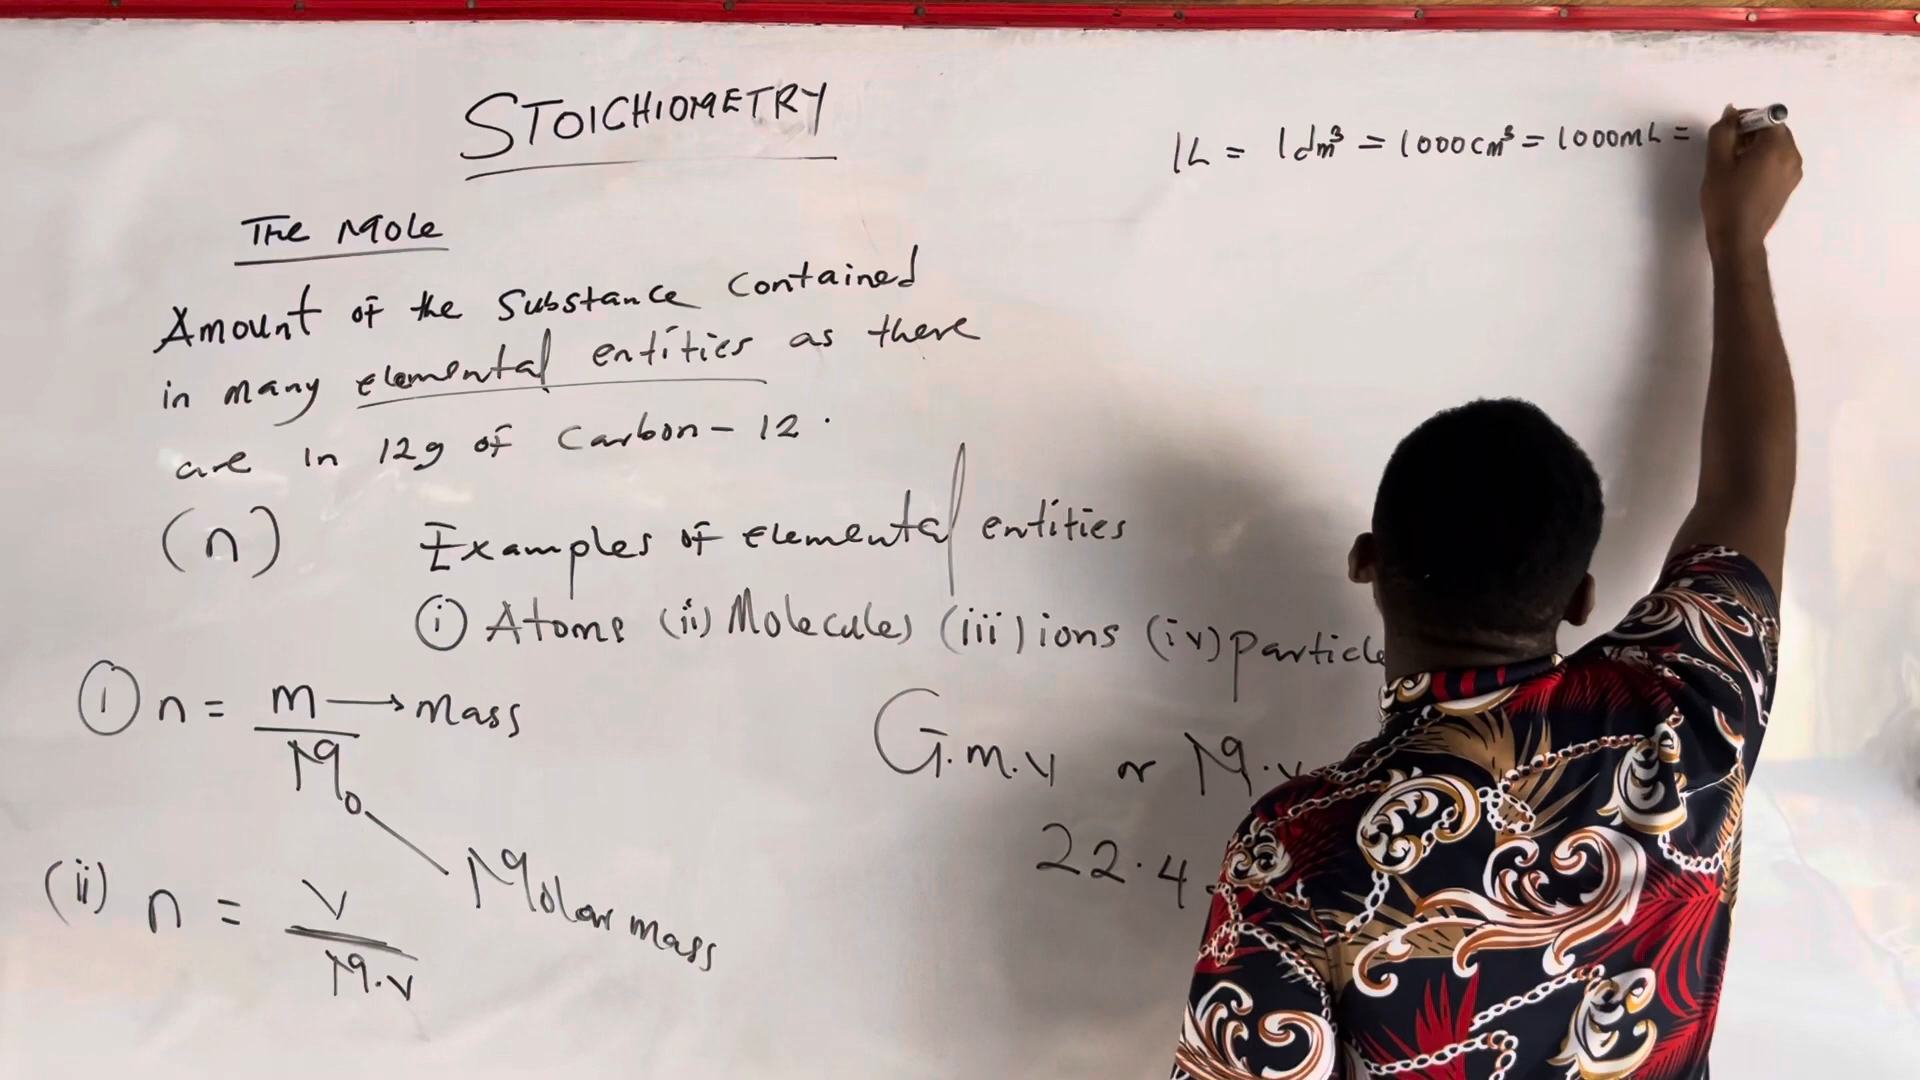 STOICHIOMETRY
1L = 1dm³ = 1000cm³ = 1000mL =
The Mole
Amount of the Substance Contained
in many elemental entities as there
are in 12g of Carbon-12.
(n) Examples of elemental entities
(i) Atoms (ii) Molecules (iii) ions (iv)
(i) n = m → mass
M₀
Molar mass
G.m.v or M.v
22.4
(ii) n = v
M.v